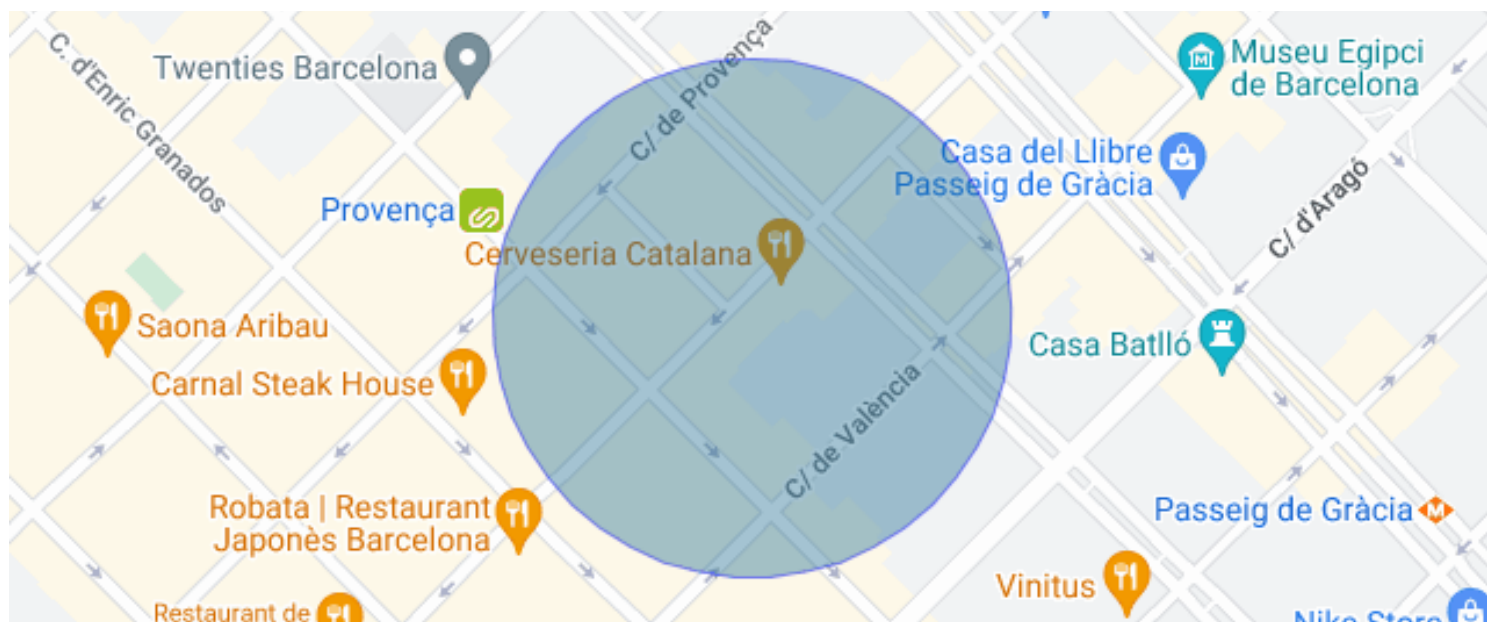 C. d'Enric Granados
Twenties Barcelona
C/ de Provença
Museu Egipci
de Barcelona
Casa del Llibre
Passeig de Gràcia
C/ d'Aragó
Provença
Cerveseria Catalana
Saona Aribau
Casa Batlló
Carnal Steak House
C/ de València
Robata | Restaurant
Japonès Barcelona
Passeig de Gràcia
M
Vinitus
Restaurant de
Nike Store